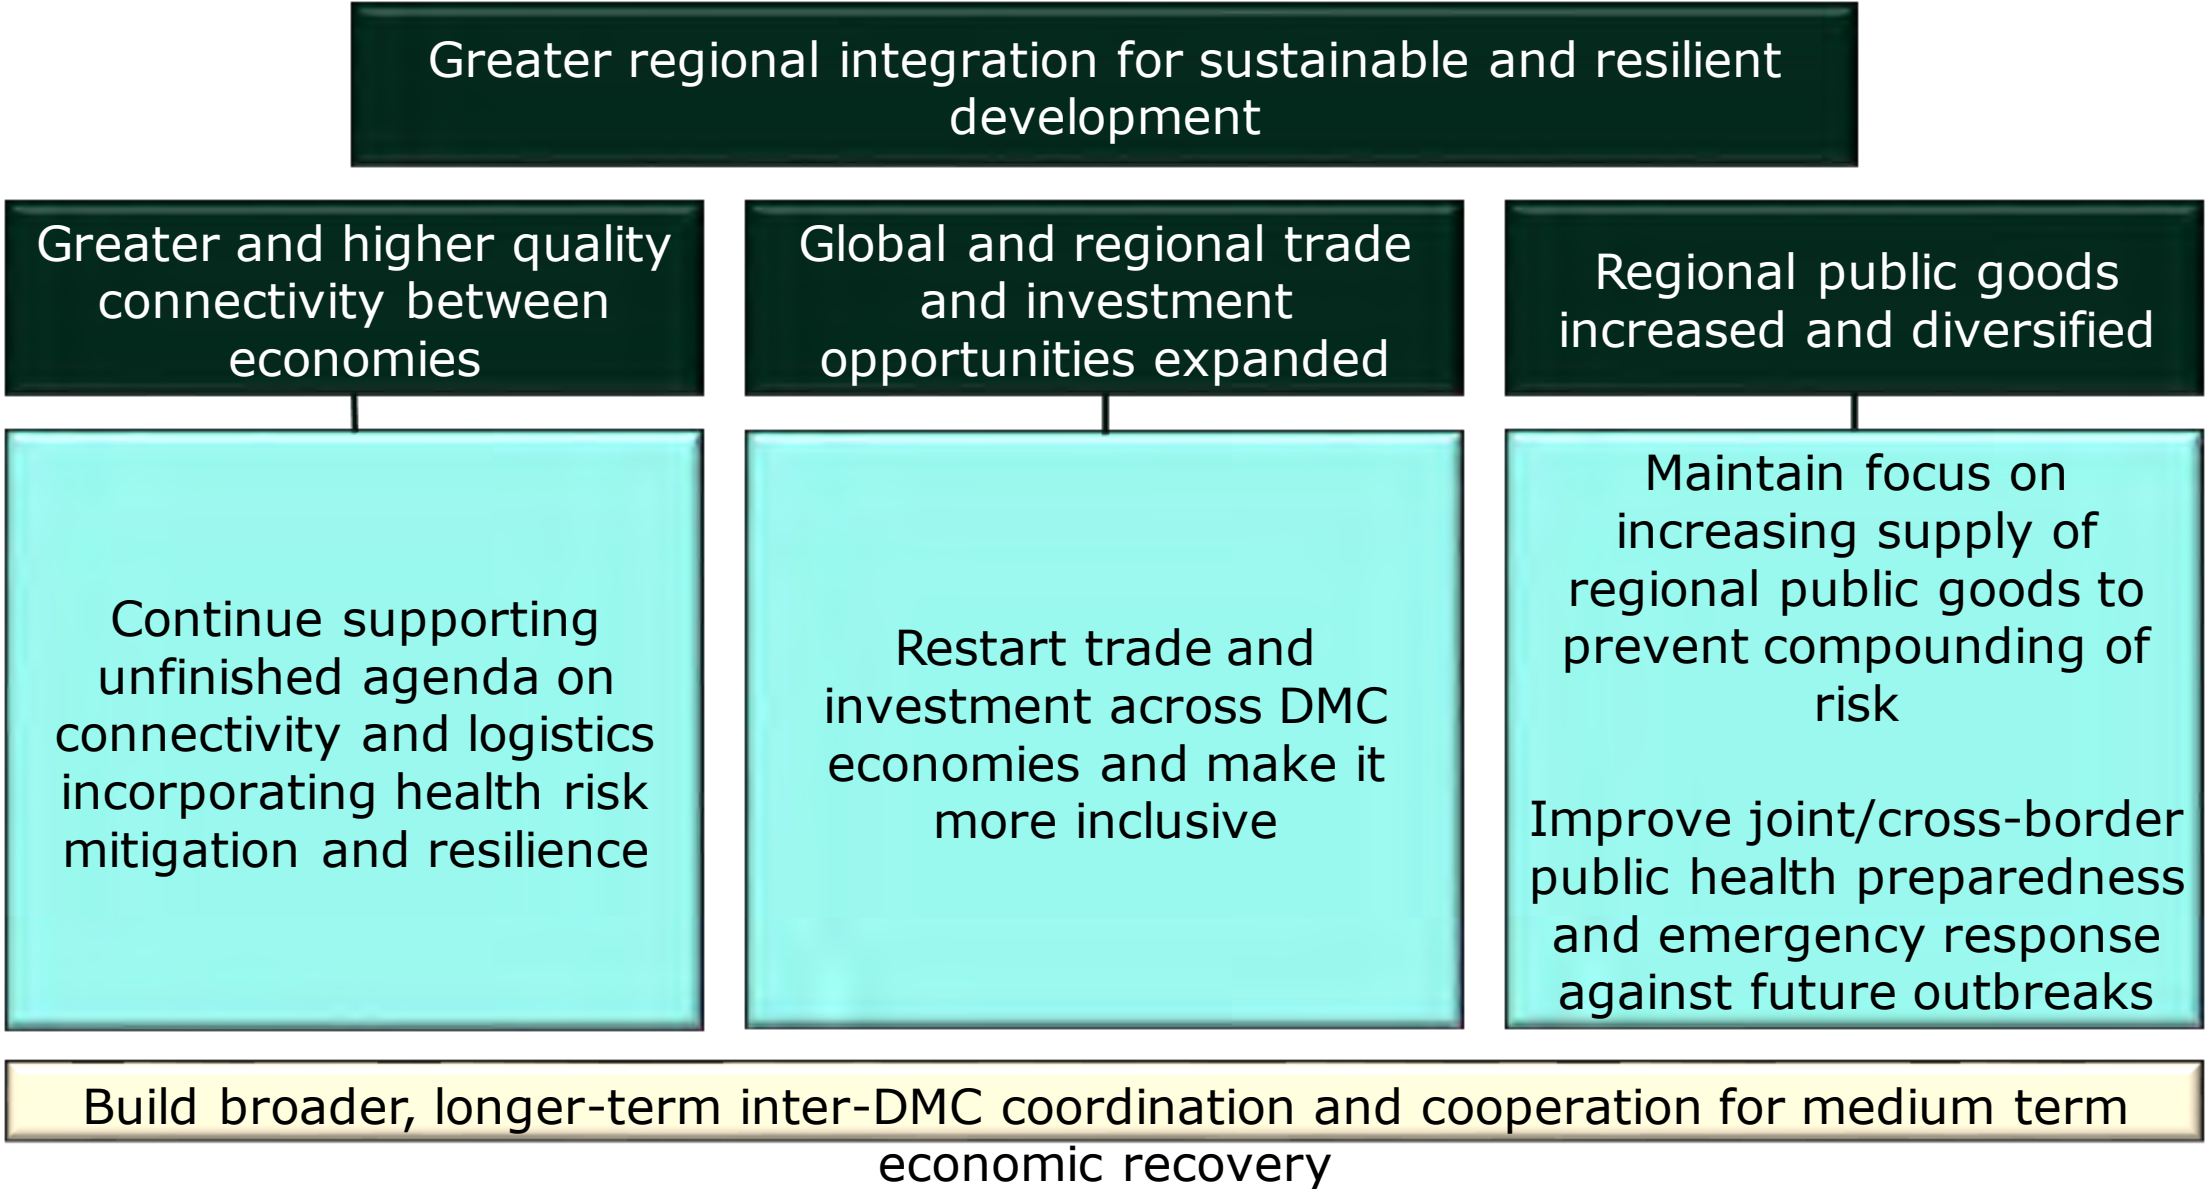 Greater regional integration for sustainable and resilient
development
Greater and higher quality
connectivity between
economies
Global and regional trade
and investment
opportunities expanded
Regional public goods
increased and diversified
Continue supporting
unfinished agenda on
connectivity and logistics
incorporating health risk
mitigation and resilience
Restart trade and
investment across DMC
economies and make it
more inclusive
Maintain focus on
increasing supply of
regional public goods to
prevent compounding of
risk
Improve joint/cross-border
public health preparedness
and emergency response
against future outbreaks
Build broader, longer-term inter-DMC coordination and cooperation for medium term
economic recovery